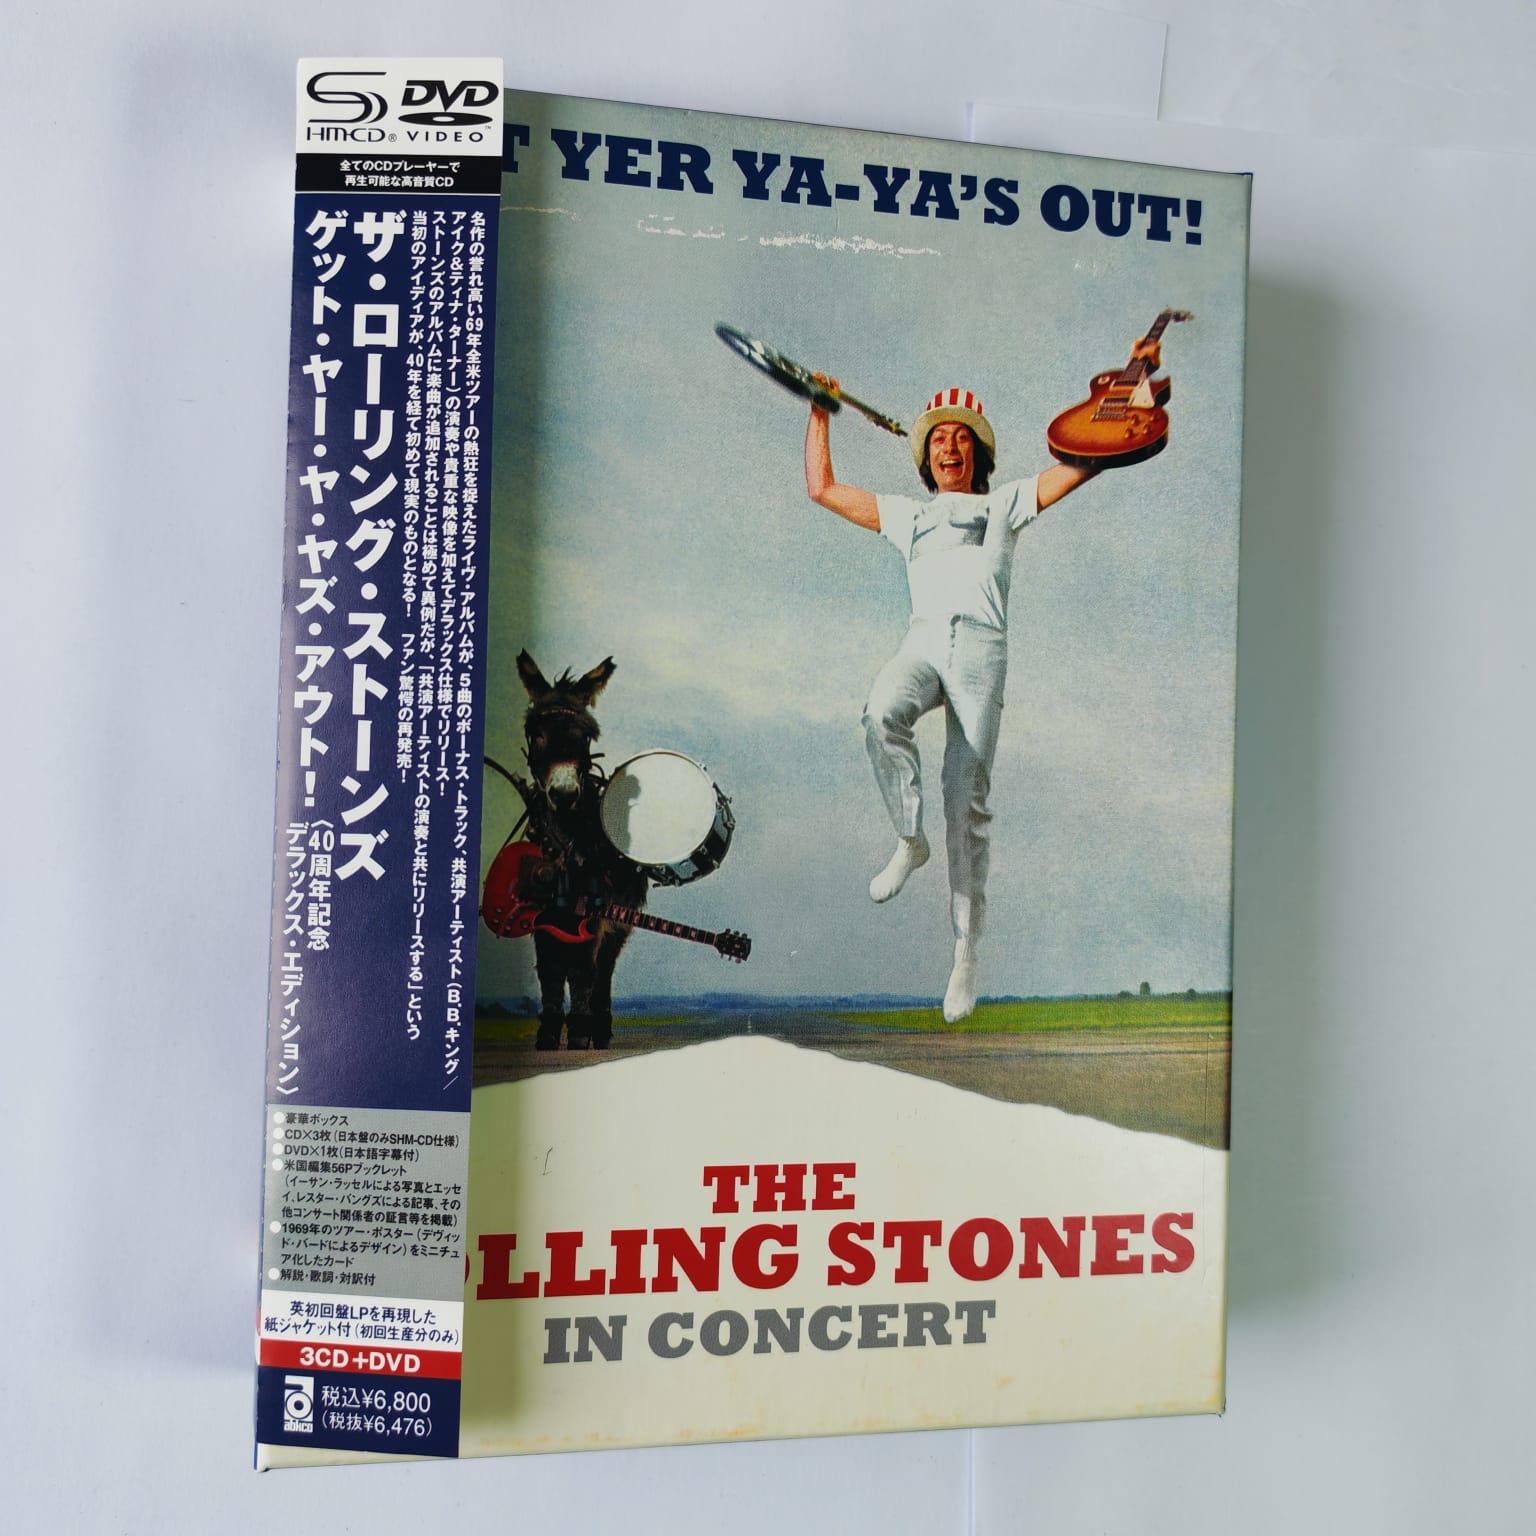 SHM-CD®
DVD
VIDEO™
全てのCDプレーヤーで
再生可能な高音質CD
名作の誉れ高い69年全米ツアーの熱狂を捉えたライヴ・アルバムが、5曲のボーナス・トラック、共演アーティスト(B.B.キング/
アイク&ティナ・ターナー)の演奏や貴重な映像を加えてデラックス仕様でリリース!
ストーンズのアルバムに楽曲が追加されることは極めて異例だが、「共演アーティストの演奏と共にリリースする」という
当初のアイディアが、40年を経て初めて現実のものとなる! ファン驚愕の再発売!
ザ・ローリング・ストーンズ
ゲット・ヤー・ヤ・ヤズ・アウト!
〈40周年記念
デラックス・エディション〉
●豪華ボックス
●CD×3枚(日本盤のみSHM-CD仕様)
●DVD×1枚(日本語字幕付)
●米国編集56Pブックレット
(イーサン・ラッセルによる写真とエッセ
イ、レスター・バングズによる記事、その
他コンサート関係者の証言等を掲載)
●1969年のツアー・ポスター(デヴィッ
ド・バードによるデザイン)をミニチュ
ア化したカード
●解説・歌詞・対訳付
英初回盤LPを再現した
紙ジャケット付(初回生産分のみ)
3CD+DVD
abkco
税込¥6,800
(税抜¥6,476)
T YER YA-YA'S OUT!
THE
OLLING STONES
IN CONCERT